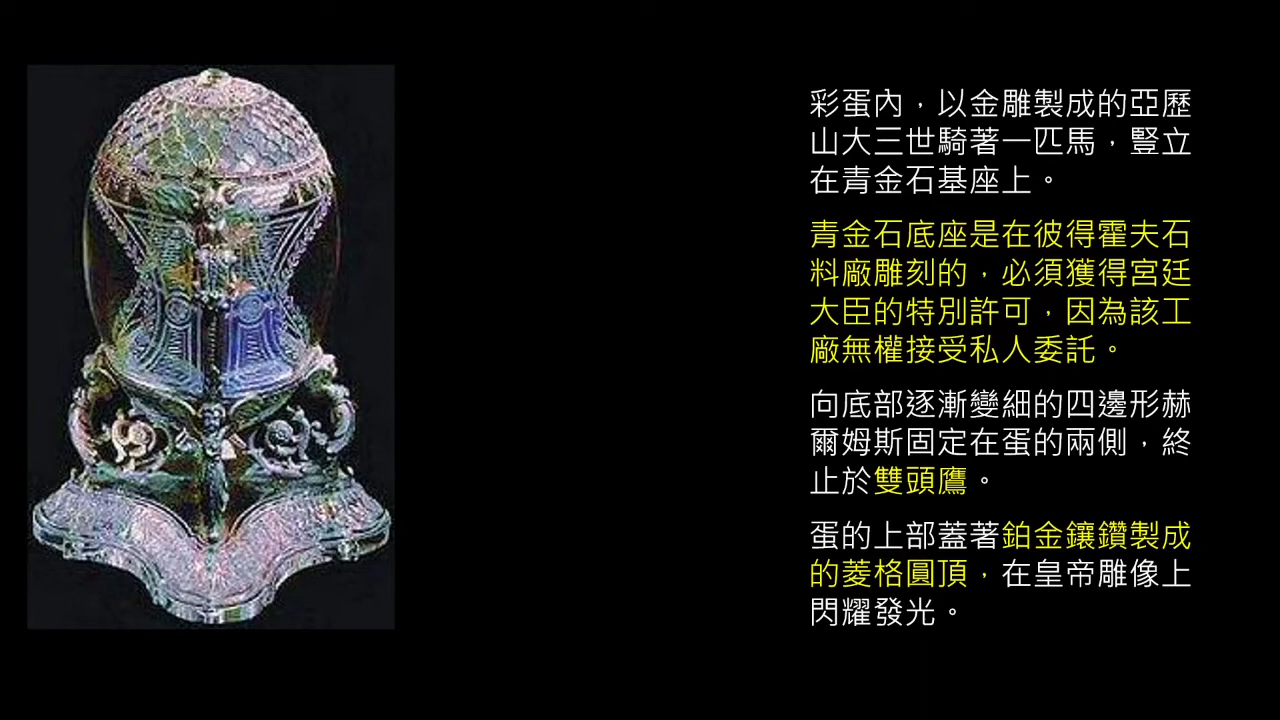 彩蛋內，以金雕製成的亞歷
山大三世騎著一匹馬，豎立
在青金石基座上。
青金石底座是在彼得霍夫石
料廠雕刻的，必須獲得宮廷
大臣的特別許可，因為該工
廠無權接受私人委託。
向底部逐漸變細的四邊形赫
爾姆斯固定在蛋的兩側，終
止於雙頭鷹。
蛋的上部蓋著鉑金鑲鑽製成
的菱格圓頂，在皇帝雕像上
閃耀發光。